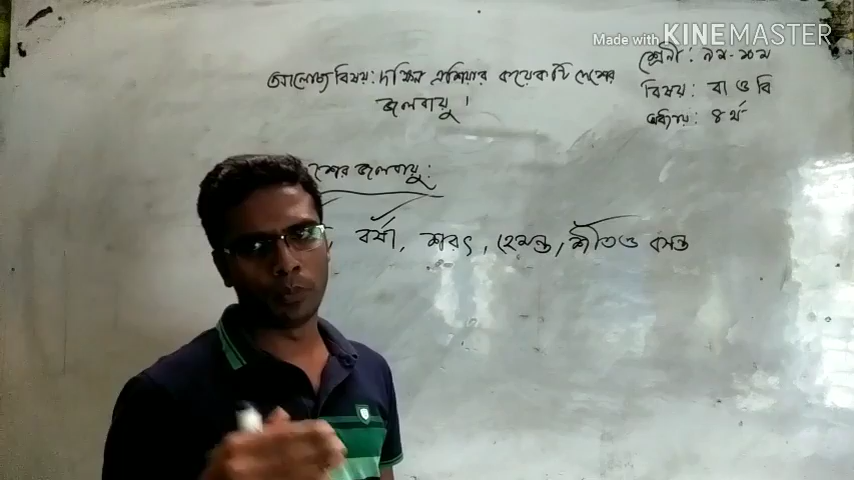 Made with KINEMASTER
শ্রেনী: ৯ম-১০ম
আলোচ্য বিষয়: দক্ষিন এশিয়ার কয়েকটি দেশের
বিষয়: বা ও বি
জলবায়ু।
অধ্যায়: ৪র্থ
শের জলবায়ু:
, বর্ষা, শরৎ, হেমন্ত, শীত ও বসন্ত